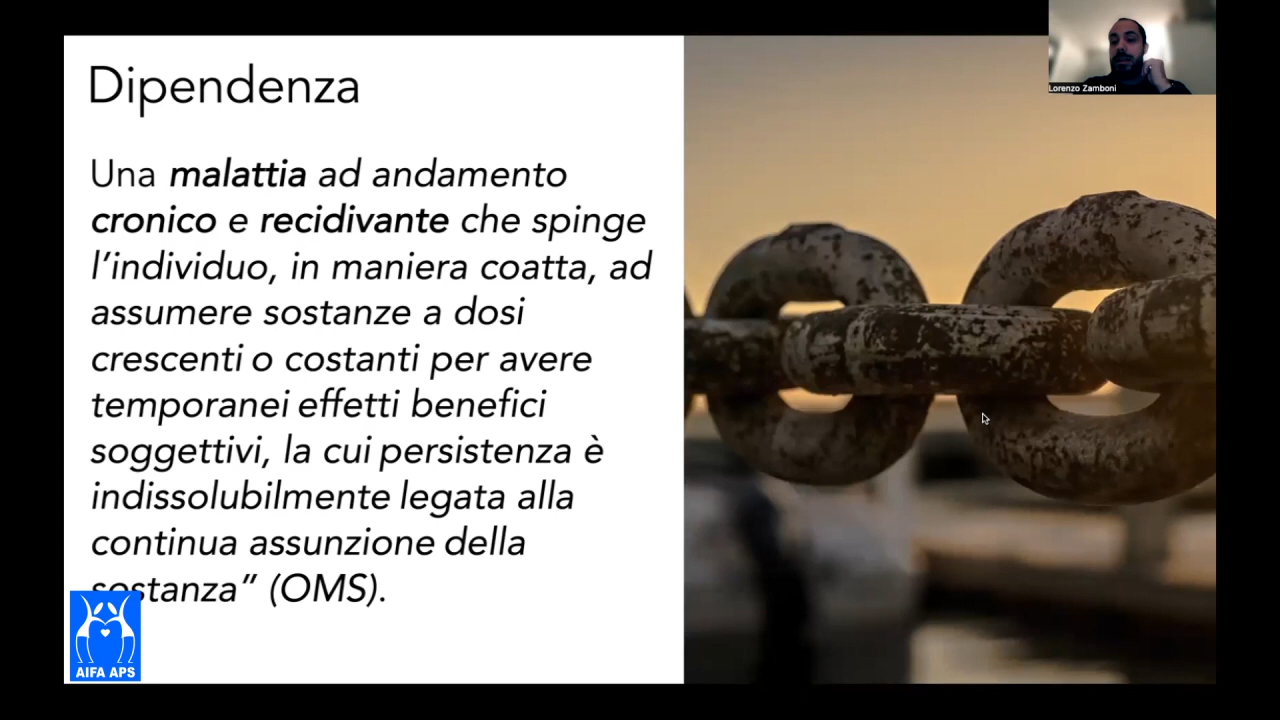 Dipendenza
Una malattia ad andamento
cronico e recidivante che spinge
l’individuo, in maniera coatta, ad
assumere sostanze a dosi
crescenti o costanti per avere
temporanei effetti benefici
soggettivi, la cui persistenza è
indissolubilmente legata alla
continua assunzione della
sostanza” (OMS).
Lorenzo Zamboni
AIFA APS